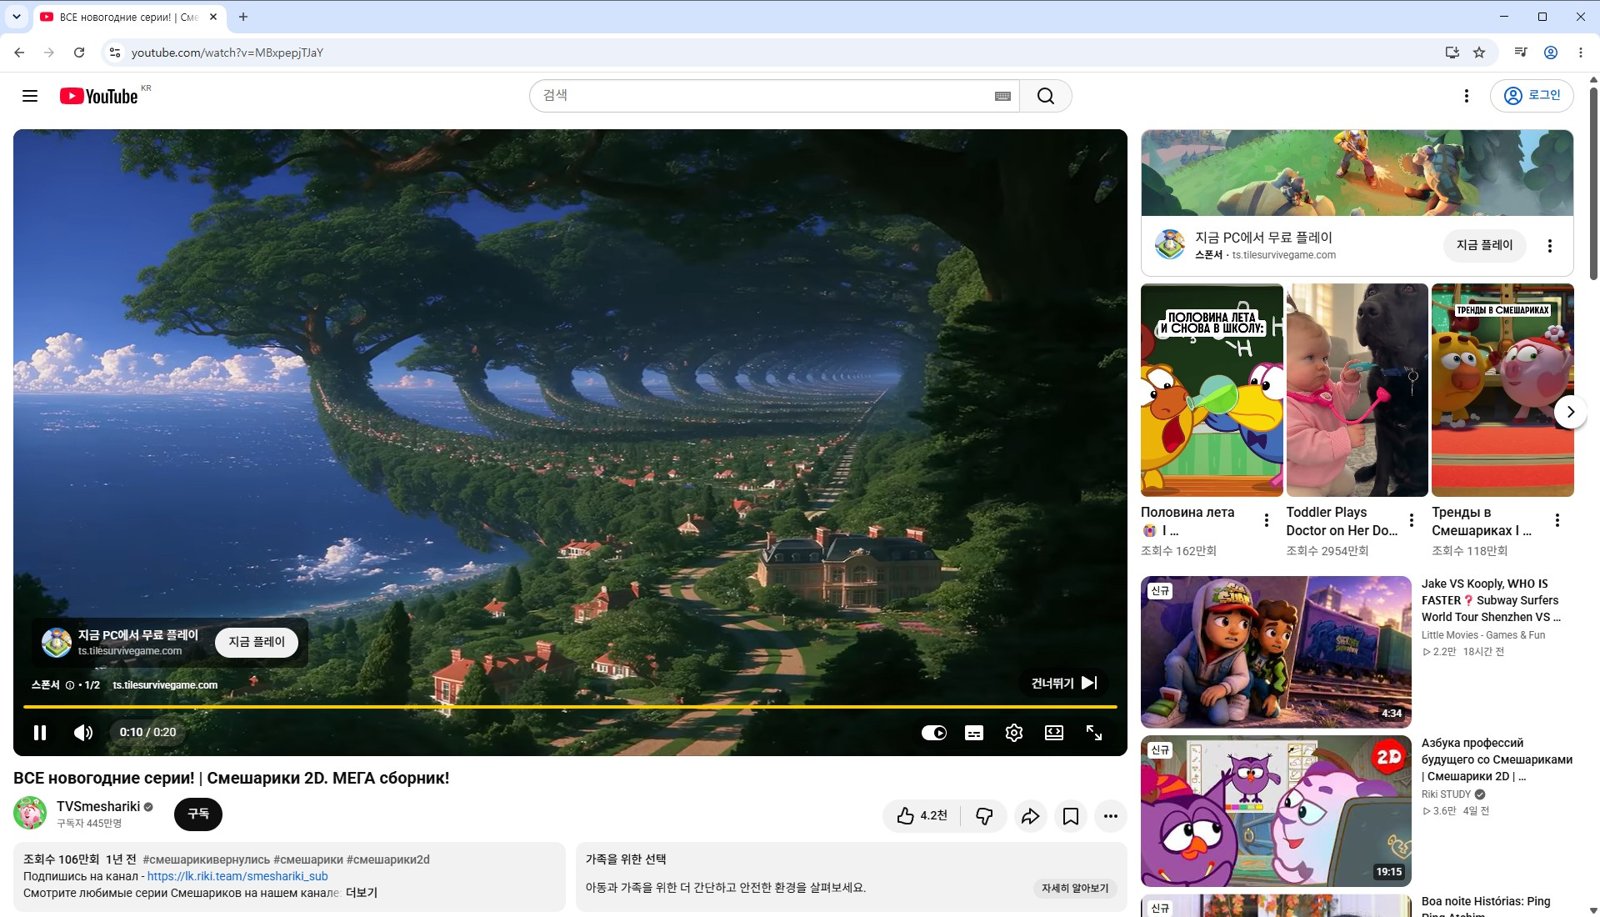 ВСЕ новогодние серии! | Сме
youtube.com/watch?v=MBxpepjTJaY
YouTube KR
검색
로그인
지금 PC에서 무료 플레이
ts.tilesurvivegame.com
지금 플레이
스폰서 • 1/2 ts.tilesurvivegame.com
건너뛰기
0:10 / 0:20
ВСЕ новогодние серии! | Смешарики 2D. МЕГА сборник!
TVSmeshariki
구독자 445만명
구독
4.2천
조회수 106만회 1년 전 #смешарикивернулись #смешарики #смешарики2d
Подпишись на канал - https://lk.riki.team/smeshariki_sub
Смотрите любимые серии Смешариков на нашем канале: 더보기
가족을 위한 선택
아동과 가족을 위한 더 간단하고 안전한 환경을 살펴보세요.
자세히 알아보기
지금 PC에서 무료 플레이
스폰서 · ts.tilesurvivegame.com
지금 플레이
ПОЛОВИНА ЛЕТА
И СНОВА В ШКОЛУ:
H
H
ТРЕНДЫ В СМЕШАРИКАХ
Половина лета
I ...
조회수 162만회
Toddler Plays
Doctor on Her Do...
조회수 2954만회
Тренды в
Смешариках I ...
조회수 118만회
신규
4:34
Jake VS Kooply, WHO IS
FASTER❓ Subway Surfers
World Tour Shenzhen VS ...
Little Movies - Games & Fun
2.2만 18시간 전
신규
2D
19:15
Азбука профессий
будущего со Смешариками
| Смешарики 2D | ...
Riki STUDY
3.6만 4일 전
신규
Boa noite Histórias: Ping